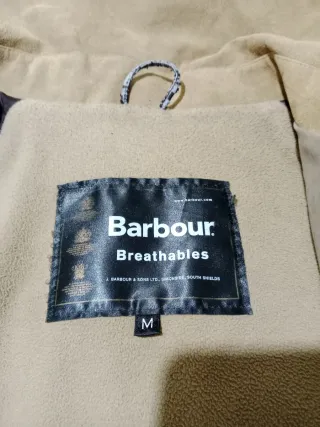 www.barbour.com
Barbour.
Breathables
J. BARBOUR & SONS LTD., SIMONSIDE, SOUTH SHIELDS
M